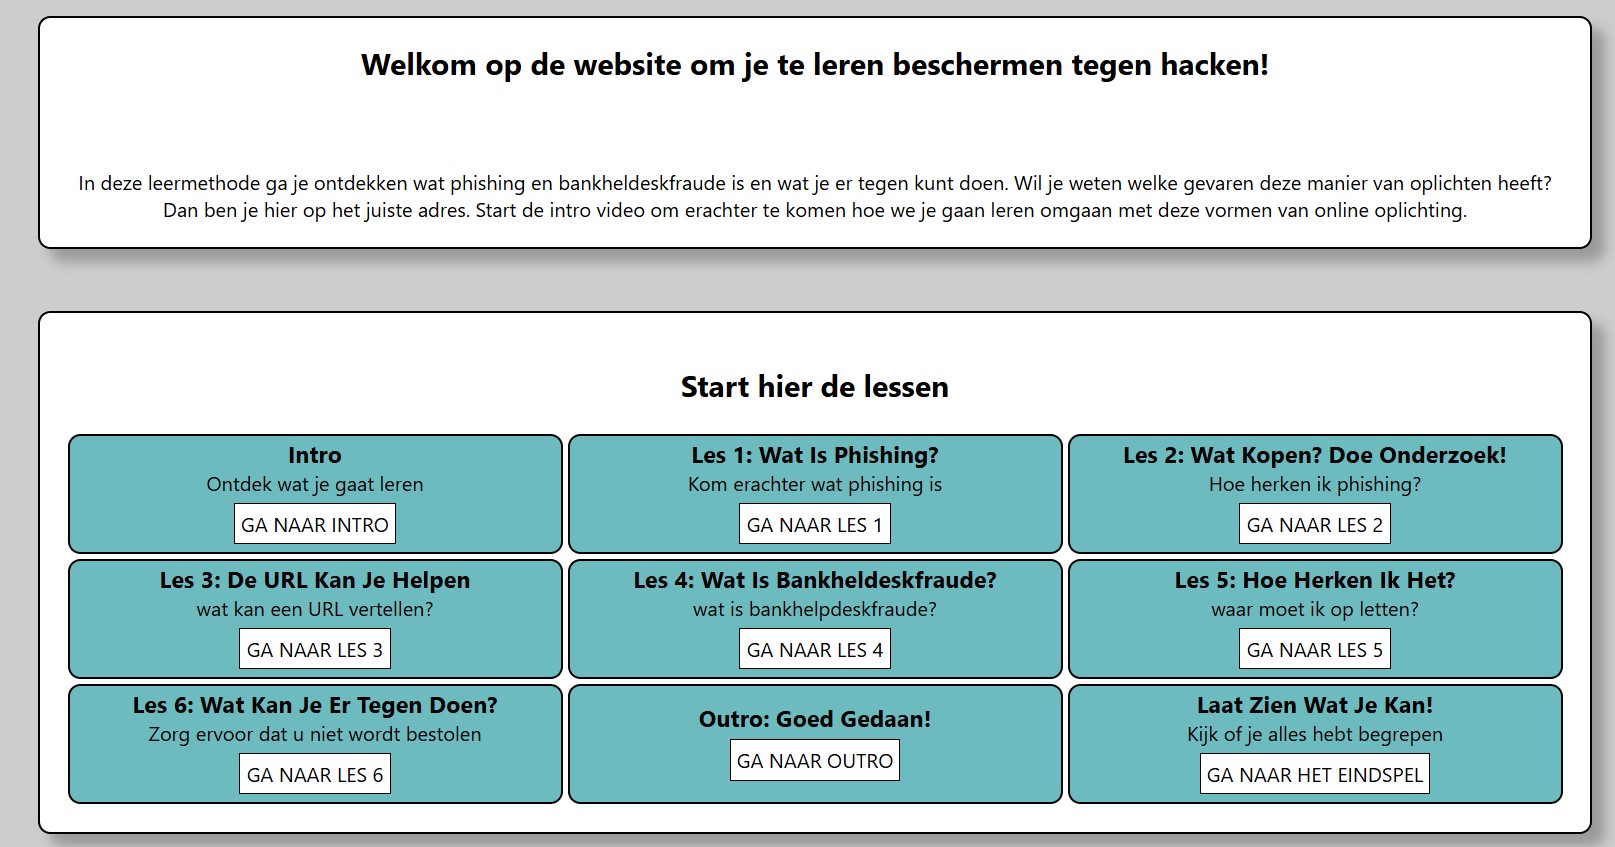 Welkom op de website om je te leren beschermen tegen hacken!
In deze leermethode ga je ontdekken wat phishing en bankheldeskfraude is en wat je er tegen kunt doen. Wil je weten welke gevaren deze manier van oplichten heeft?
Dan ben je hier op het juiste adres. Start de intro video om erachter te komen hoe we je gaan leren omgaan met deze vormen van online oplichting.
Start hier de lessen
Intro
Ontdek wat je gaat leren
GA NAAR INTRO
Les 1: Wat Is Phishing?
Kom erachter wat phishing is
GA NAAR LES 1
Les 2: Wat Kopen? Doe Onderzoek!
Hoe herken ik phishing?
GA NAAR LES 2
Les 3: De URL Kan Je Helpen
wat kan een URL vertellen?
GA NAAR LES 3
Les 4: Wat Is Bankheldeskfraude?
wat is bankhelpdeskfraude?
GA NAAR LES 4
Les 5: Hoe Herken Ik Het?
waar moet ik op letten?
GA NAAR LES 5
Les 6: Wat Kan Je Er Tegen Doen?
Zorg ervoor dat u niet wordt bestolen
GA NAAR LES 6
Outro: Goed Gedaan!
GA NAAR OUTRO
Laat Zien Wat Je Kan!
Kijk of je alles hebt begrepen
GA NAAR HET EINDSPEL